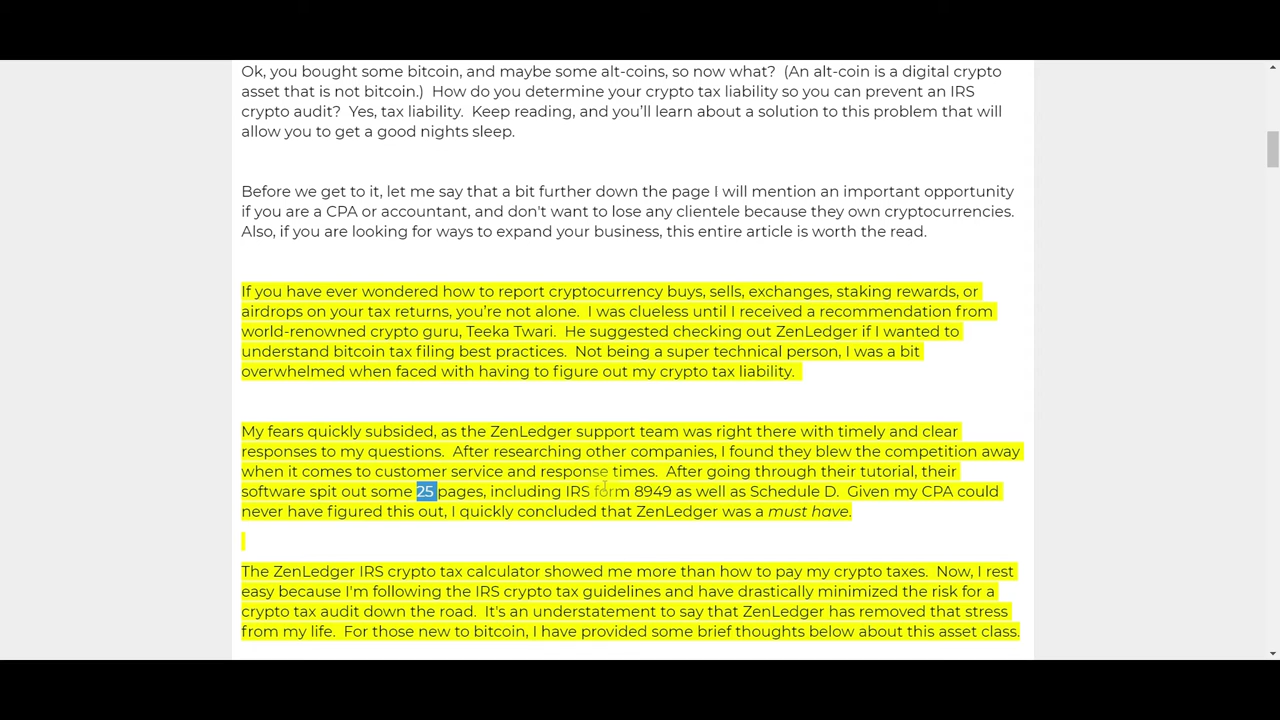 Ok, you bought some bitcoin, and maybe some alt-coins, so now what?  (An alt-coin is a digital crypto
asset that is not bitcoin.)  How do you determine your crypto tax liability so you can prevent an IRS
crypto audit?  Yes, tax liability.  Keep reading, and you’ll learn about a solution to this problem that will
allow you to get a good nights sleep.
Before we get to it, let me say that a bit further down the page I will mention an important opportunity
if you are a CPA or accountant, and don't want to lose any clientele because they own cryptocurrencies.
Also, if you are looking for ways to expand your business, this entire article is worth the read.
If you have ever wondered how to report cryptocurrency buys, sells, exchanges, staking rewards, or
airdrops on your tax returns, you’re not alone.  I was clueless until I received a recommendation from
world-renowned crypto guru, Teeka Twari.  He suggested checking out ZenLedger if I wanted to
understand bitcoin tax filing best practices.  Not being a super technical person, I was a bit
overwhelmed when faced with having to figure out my crypto tax liability.
My fears quickly subsided, as the ZenLedger support team was right there with timely and clear
responses to my questions.  After researching other companies, I found they blew the competition away
when it comes to customer service and response times.  After going through their tutorial, their
software spit out some 25 pages, including IRS form 8949 as well as Schedule D.  Given my CPA could
never have figured this out, I quickly concluded that ZenLedger was a must have.
The ZenLedger IRS crypto tax calculator showed me more than how to pay my crypto taxes.  Now, I rest
easy because I'm following the IRS crypto tax guidelines and have drastically minimized the risk for a
crypto tax audit down the road.  It's an understatement to say that ZenLedger has removed that stress
from my life.  For those new to bitcoin, I have provided some brief thoughts below about this asset class.